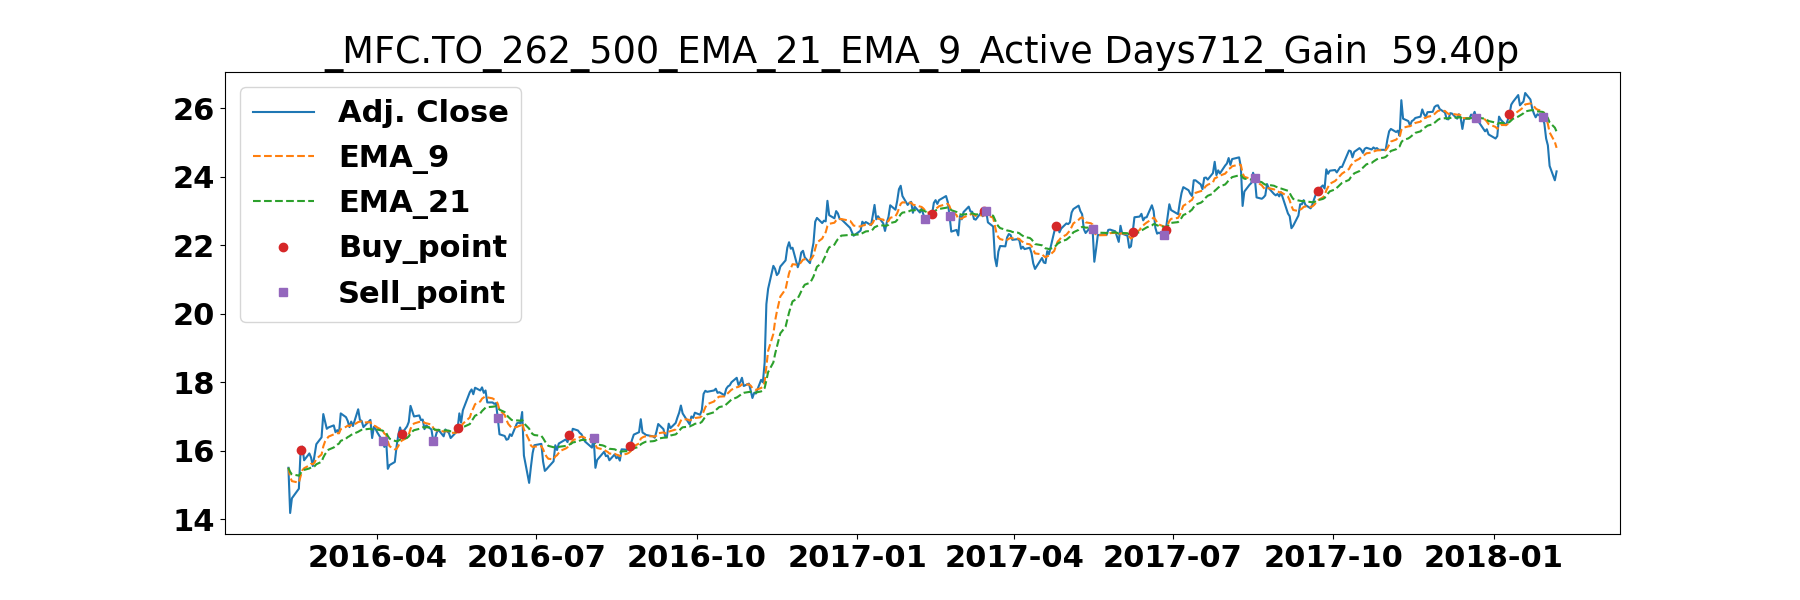 _MFC.TO_262_500_EMA_21_EMA_9_Active Days712_Gain  59.40p
Adj. Close
EMA_9
EMA_21
Buy_point
Sell_point
26
24
22
20
18
16
14
2016-04 2016-07 2016-10 2017-01 2017-04 2017-07 2017-10 2018-01